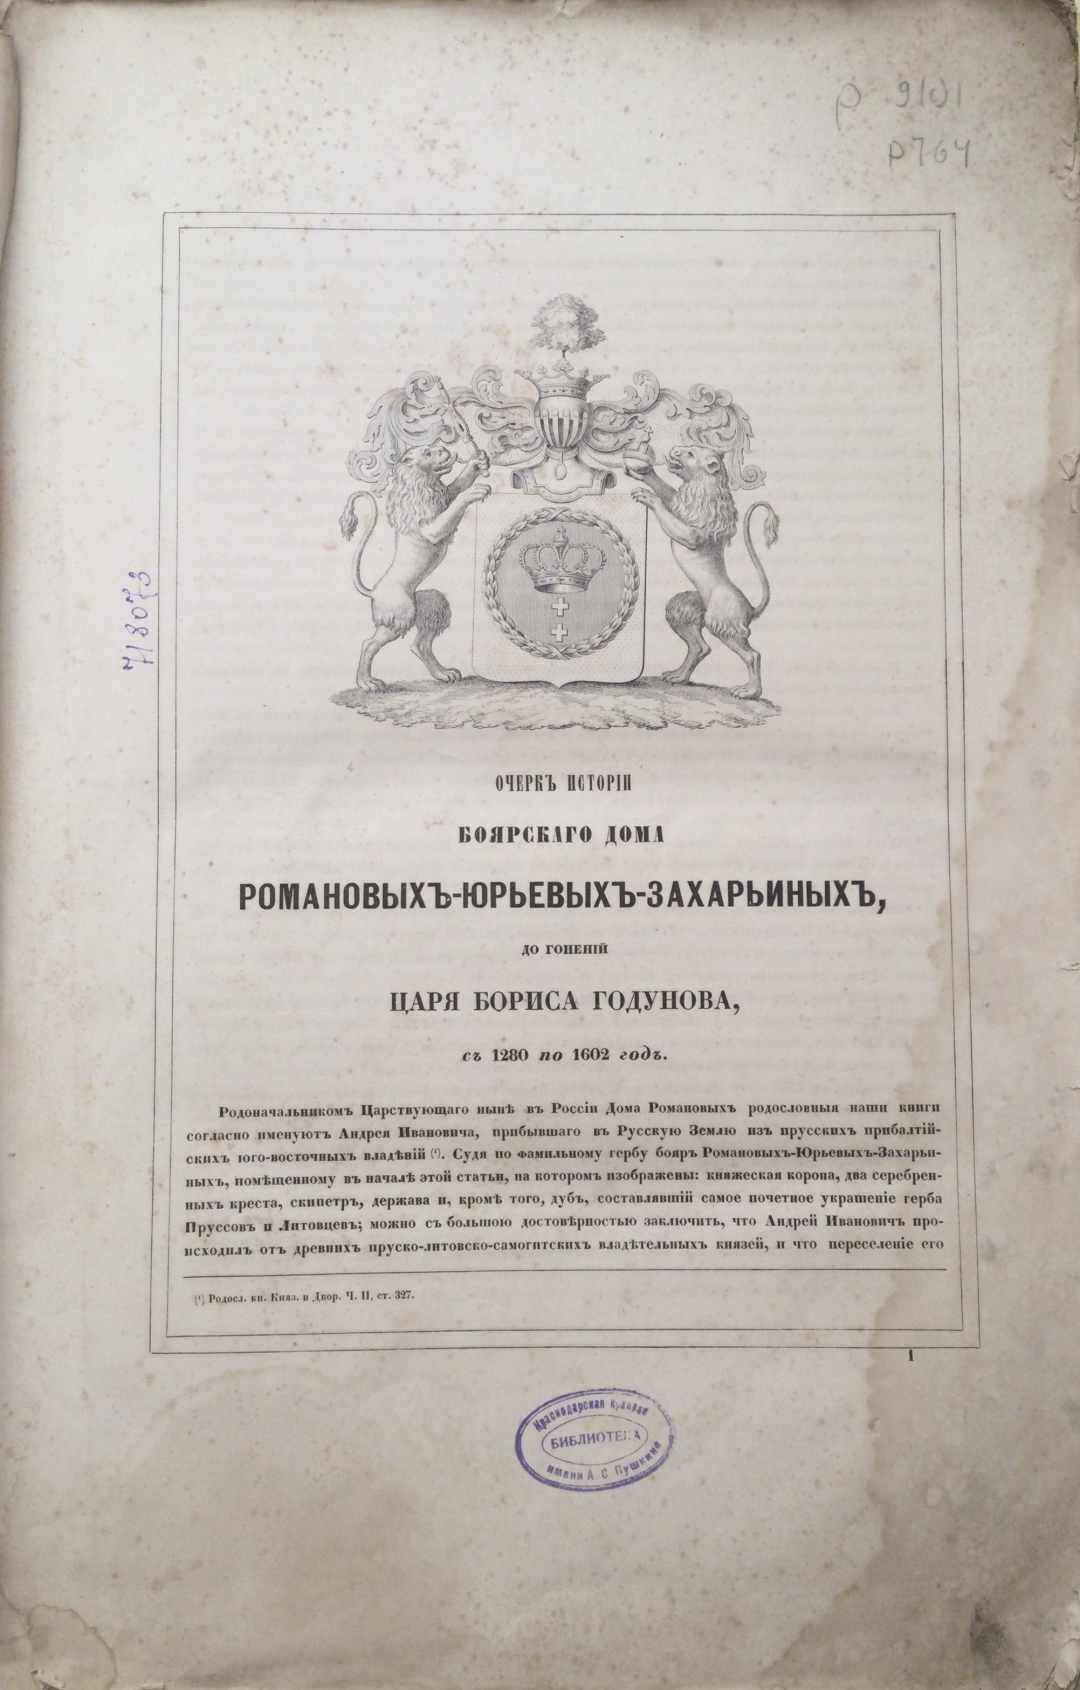 р 9(С)1
Р764
718073
ОЧЕРКЪ ИСТОРІИ
БОЯРСКАГО ДОМА
РОМАНОВЫХЪ-ЮРЬЕВЫХЪ-ЗАХАРЬИНЫХЪ,
ДО ГОНЕНІЙ
ЦАРЯ БОРИСА ГОДУНОВА,
съ 1280 по 1602 годъ.
Родоначальникомъ Царствующаго нынѣ въ Россіи Дома Романовыхъ родословныя наши книги
согласно именуютъ Андрея Ивановича, прибывшаго въ Русскую Землю изъ прусскихъ прибалтій-
скихъ юго-восточныхъ владѣній (¹). Судя по фамильному гербу бояръ Романовыхъ-Юрьевыхъ-Захарьи-
ныхъ, помѣщенному въ началѣ этой статьи, на которомъ изображены: княжеская корона, два серебрен-
ныхъ креста, скипетръ, держава и, кромѣ того, дубъ, составлявшій самое почетное украшеніе герба
Пруссовъ и Литовцевъ; можно съ большою достовѣрностью заключить, что Андрей Ивановичъ про-
исходилъ отъ древнихъ пруско-литовско-самогитскихъ владѣтельныхъ князей, и что переселеніе его
(¹) Родосл. кн. Княз. и Двор. Ч. II, ст. 327.
1
Краснодарская Краевая
БИБЛИОТЕКА
имени А. С Пушкина